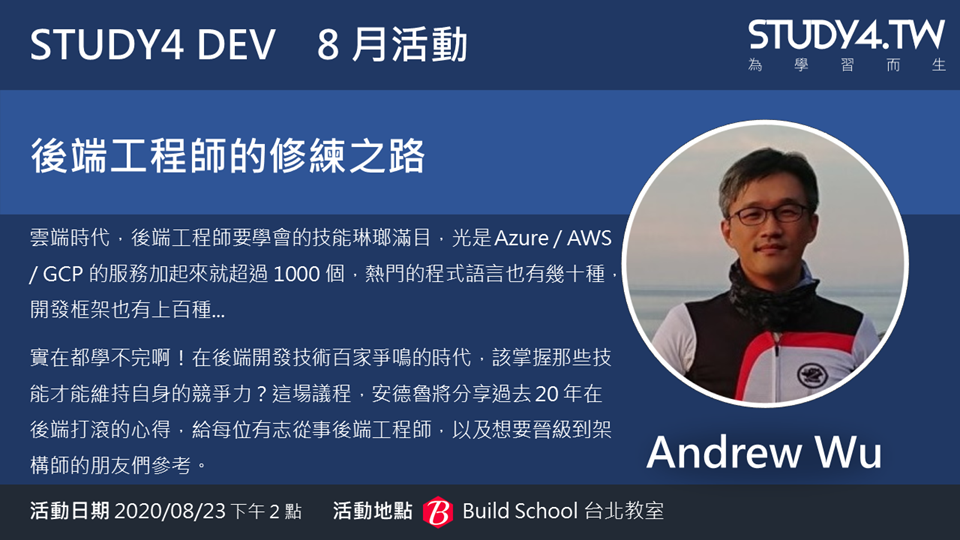 STUDY4 DEV 8 月活動
STUDY4.TW
為學習而生
後端工程師的修練之路
雲端時代，後端工程師要學會的技能琳瑯滿目，光是 Azure / AWS
/ GCP 的服務加起來就超過 1000 個，熱門的程式語言也有幾十種，
開發框架也有上百種...
實在都學不完啊！在後端開發技術百家爭鳴的時代，該掌握那些技
能才能維持自身的競爭力？這場議程，安德魯將分享過去 20 年在
後端打滾的心得，給每位有志從事後端工程師，以及想要晉級到架
構師的朋友們參考。
Andrew Wu
活動日期 2020/08/23 下午 2 點 活動地點 B Build School 台北教室